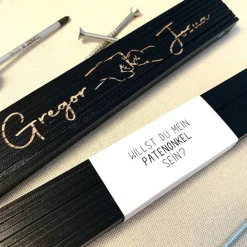 Gregor Josua
WILLST DU MEIN
PATENONKEL
SEIN?